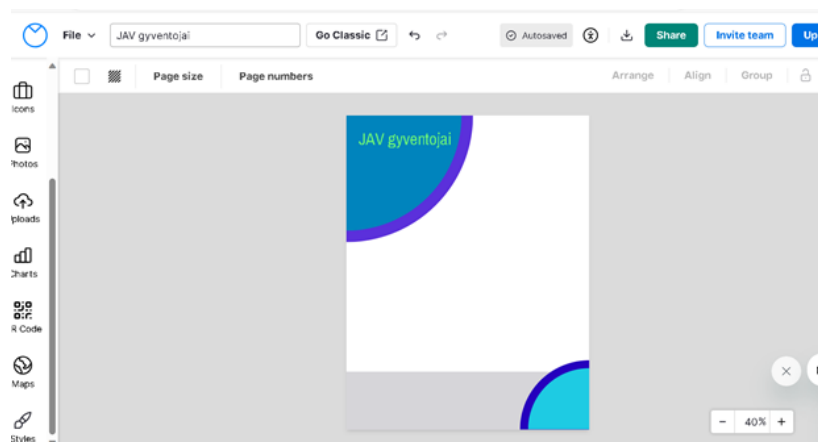 File
JAV gyventojai
Go Classic
Autosaved
Share
Invite team
Up
Page size
Page numbers
Arrange
Align
Group
Icons
Photos
Uploads
Charts
R Code
Maps
Styles
JAV gyventojai
40%